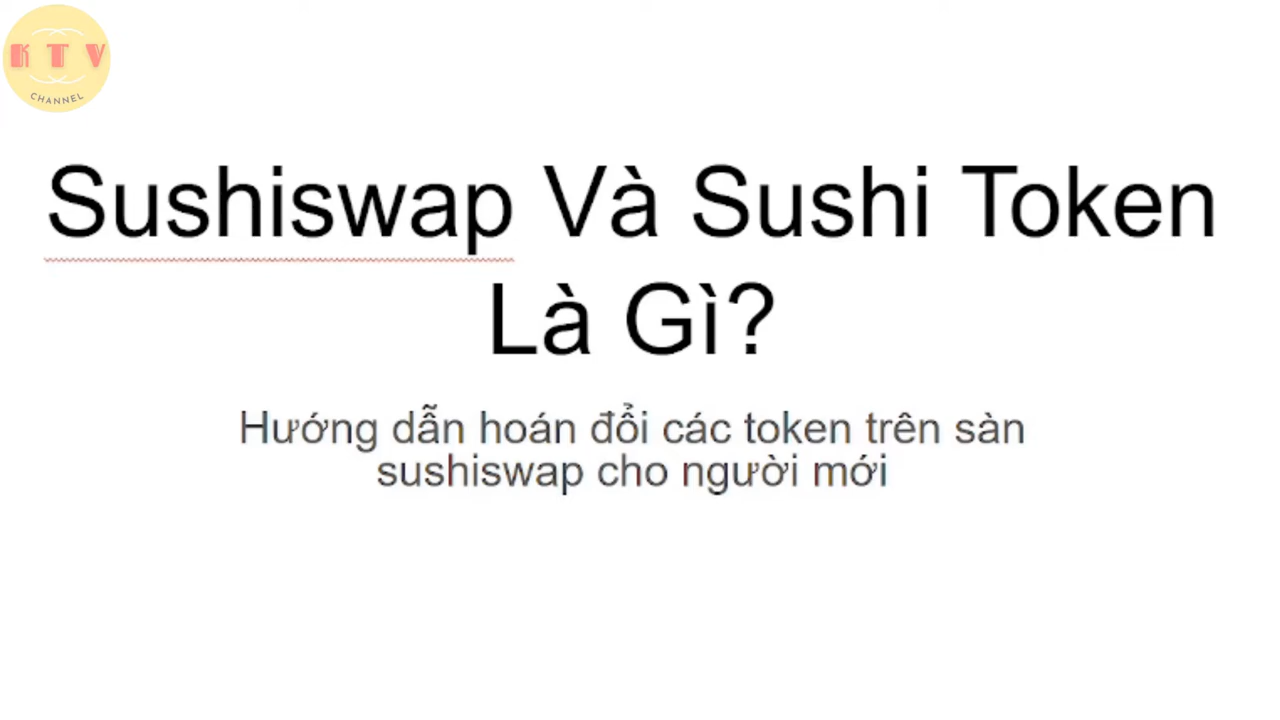 K T V
CHANNEL
Sushiswap Và Sushi Token
Là Gì?
Hướng dẫn hoán đổi các token trên sàn
sushiswap cho người mới